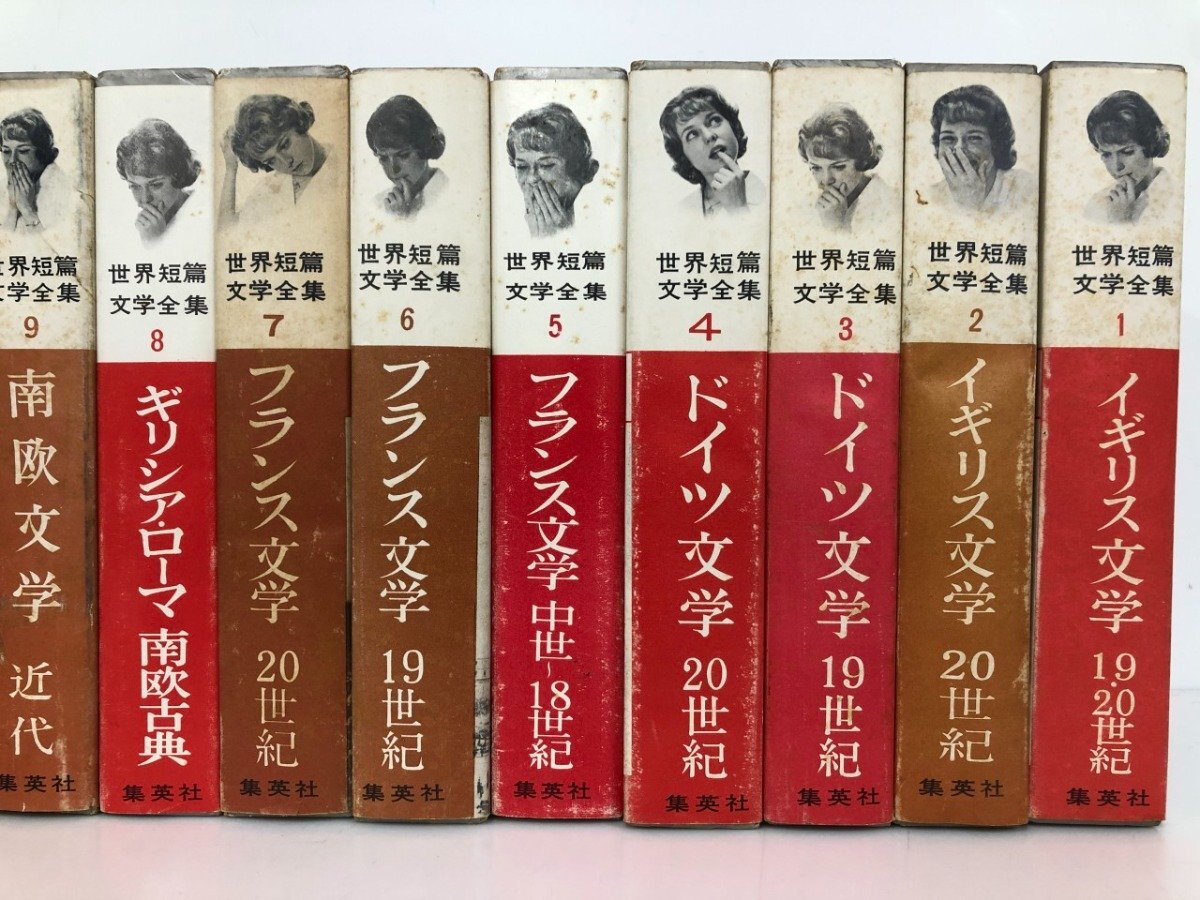 世界短篇
文学全集
1
イギリス文学 19・20世紀
集英社
世界短篇
文学全集
2
イギリス文学 20世紀
集英社
世界短篇
文学全集
3
ドイツ文学 19世紀
集英社
世界短篇
文学全集
4
ドイツ文学 20世紀
集英社
世界短篇
文学全集
5
フランス文学 中世~18世紀
集英社
世界短篇
文学全集
6
フランス文学 19世紀
集英社
世界短篇
文学全集
7
フランス文学 20世紀
集英社
世界短篇
文学全集
8
ギリシア・ローマ 南欧古典
集英社
世界短篇
文学全集
9
南欧文学 近代
集英社